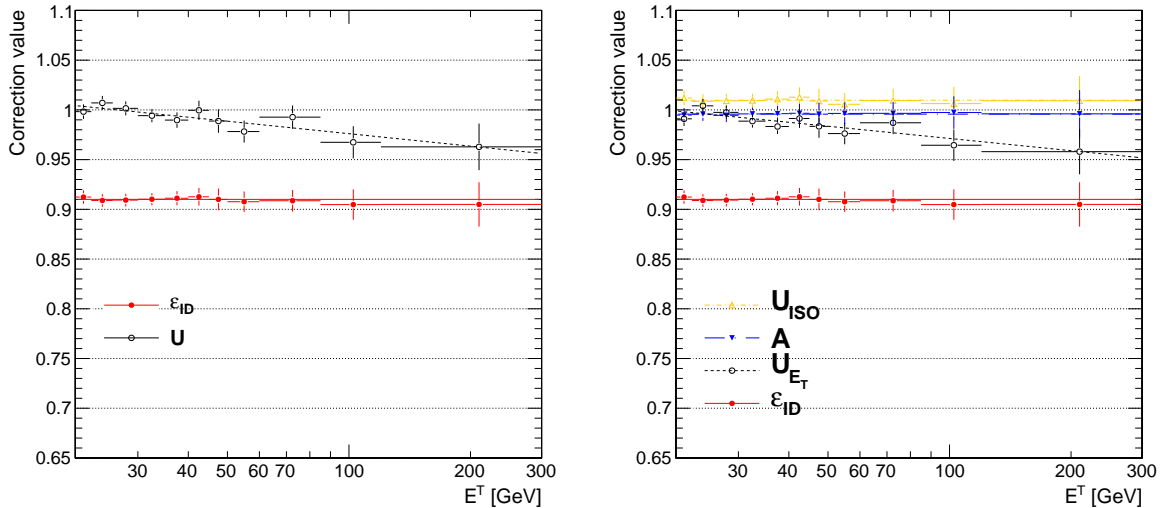 Correction value
1.1
1.05
1
0.95
0.9
0.85
0.8
0.75
0.7
0.65
ε_ID
U
30 40 50 60 70 100 200 300
E^T [GeV]
Correction value
1.1
1.05
1
0.95
0.9
0.85
0.8
0.75
0.7
0.65
U_ISO
A
U_E_T
ε_ID
30 40 50 60 70 100 200 300
E^T [GeV]